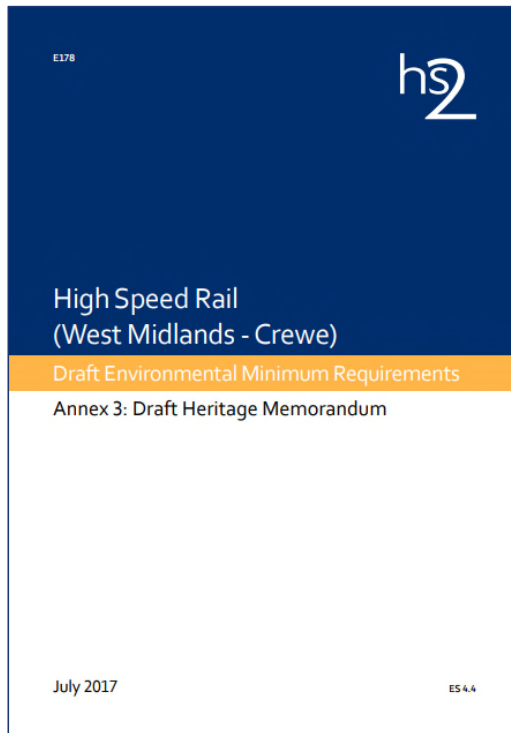 E178
hs2
High Speed Rail
(West Midlands - Crewe)
Draft Environmental Minimum Requirements
Annex 3: Draft Heritage Memorandum
July 2017
ES 4.4